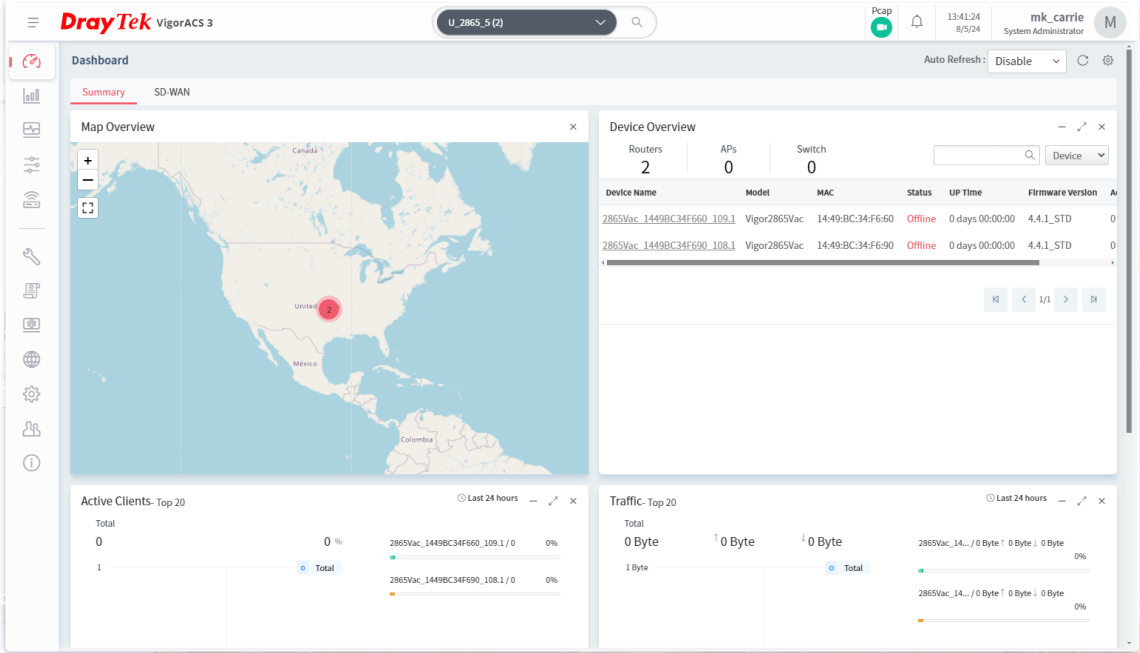 DrayTek VigorACS 3
U_2865_5 (2)
Pcap
13:41:24
8/5/24
mk_carrie
System Administrator
M
Dashboard
Auto Refresh :
Disable
Summary
SD-WAN
Map Overview
+
−
Canada
United
2
México
Colombia
Device Overview
Routers
APs
Switch
2
0
0
Device
Device Name Model MAC Status UP Time Firmware Version
2865Vac_1449BC34F660_109.1 Vigor2865Vac 14:49:BC:34:F6:60 Offline 0 days 00:00:00 4.4.1_STD 0
2865Vac_1449BC34F690_108.1 Vigor2865Vac 14:49:BC:34:F6:90 Offline 0 days 00:00:00 4.4.1_STD 0
1/1
Active Clients- Top 20
Last 24 hours
Total
0
0 %
1
Total
2865Vac_1449BC34F660_109.1 / 0 0%
2865Vac_1449BC34F690_108.1 / 0 0%
Traffic- Top 20
Last 24 hours
Total
0 Byte ↑0 Byte ↓0 Byte
1 Byte
Total
2865Vac_14... / 0 Byte ↑ 0 Byte ↓ 0 Byte
0%
2865Vac_14... / 0 Byte ↑ 0 Byte ↓ 0 Byte
0%